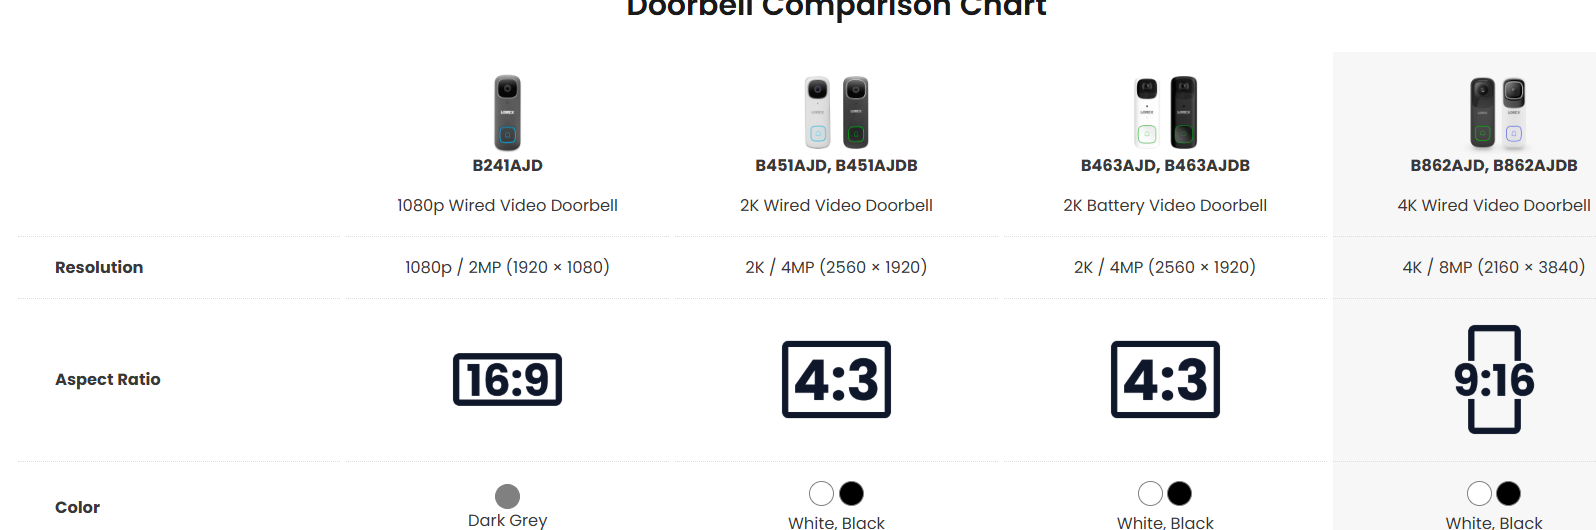 Doorbell Comparison Chart
B241AJD
B451AJD, B451AJDB
B463AJD, B463AJDB
B862AJD, B862AJDB
1080p Wired Video Doorbell
2K Wired Video Doorbell
2K Battery Video Doorbell
4K Wired Video Doorbell
Resolution
1080p / 2MP (1920 × 1080)
2K / 4MP (2560 × 1920)
2K / 4MP (2560 × 1920)
4K / 8MP (2160 × 3840)
Aspect Ratio
16:9
4:3
4:3
9:16
Color
Dark Grey
White, Black
White, Black
White, Black